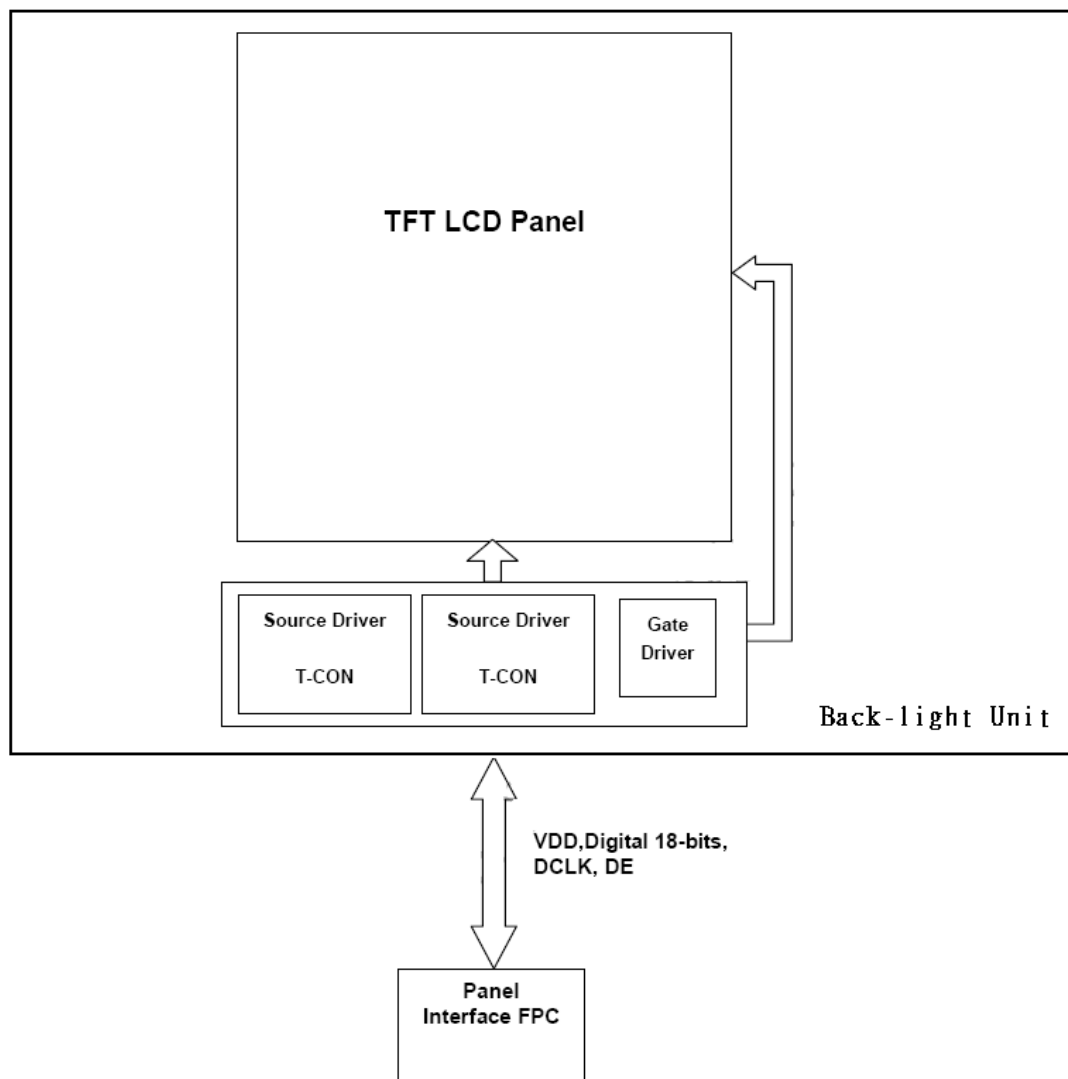 TFT LCD Panel
Source Driver
T-CON
Source Driver
T-CON
Gate
Driver
Back-light Unit
VDD,Digital 18-bits,
DCLK, DE
Panel
Interface FPC